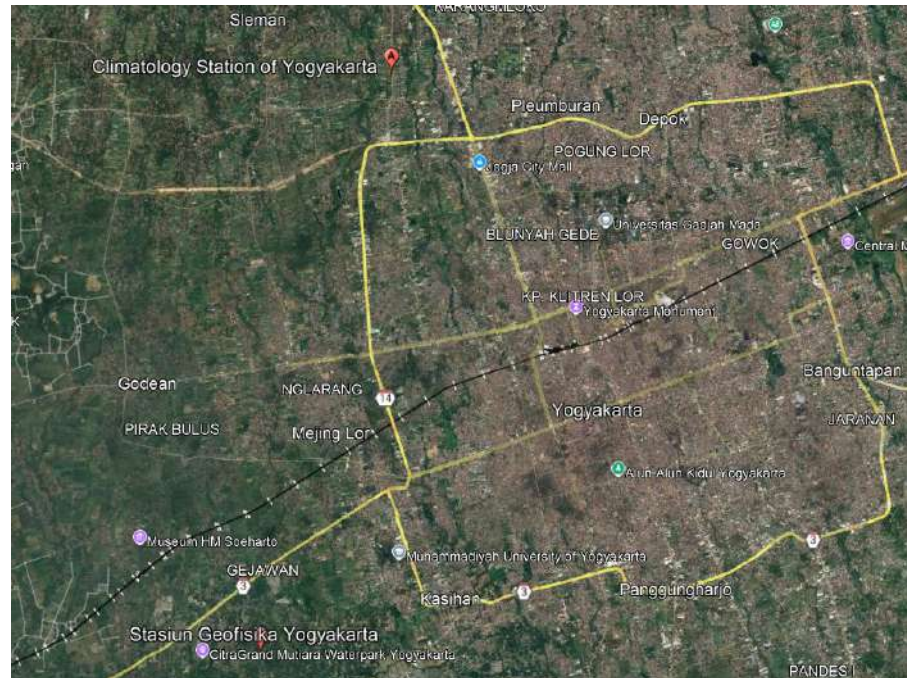 KARANGMLOKO
Sleman
Climatology Station of Yogyakarta
A
Pleumburan
Depok
POGUNG LOR
Jogja City Mall
Universitas Gadjah Mada
BLUNYAH GEDE
GOWOK
Central M
KP. KLITREN LOR
Yogyakarta Monument
Banguntapan
Godean
NGLARANG
14
Yogyakarta
JARANAN
PIRAK BULUS
Mejing Lor
Alun Alun Kidul Yogyakarta
Museum HM Soeharto
3
Muhammadiyah University of Yogyakarta
GEJAWAN
3
Kasihan
3
Panggungharjo
Stasiun Geofisika Yogyakarta
CitraGrand Mutiara Waterpark Yogyakarta
PANDES I